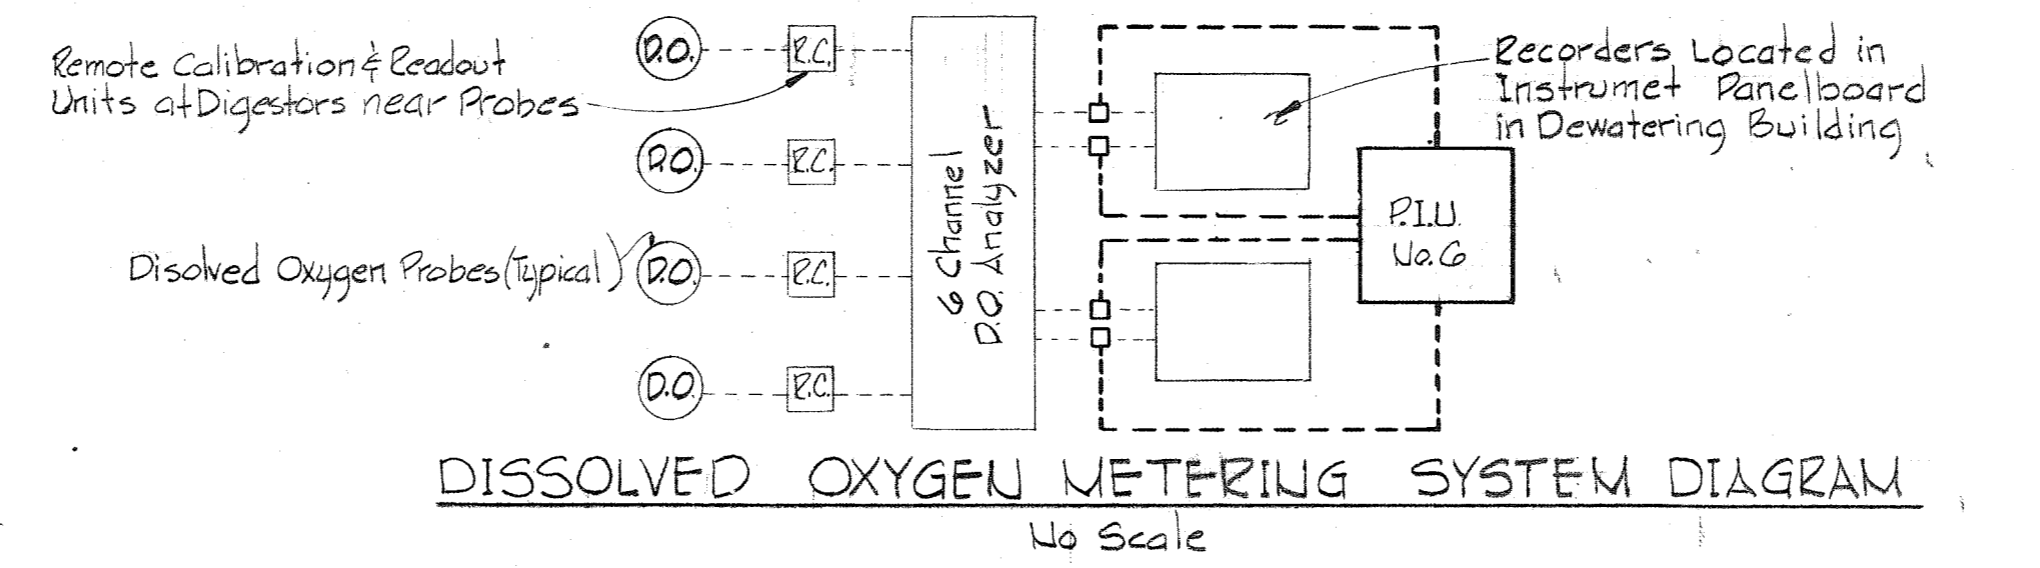 Remote Calibration & Readout
Units at Digestors near Probes
D.O.
R.C.
D.O.
R.C.
Disolved Oxygen Probes (Typical)
D.O.
R.C.
D.O.
R.C.
6 Channel
D.O. Analyzer
Recorders Located in
Instrumet Panelboard
in Dewatering Building
P.I.U.
No. 6
DISSOLVED OXYGEN METERING SYSTEM DIAGRAM
No Scale